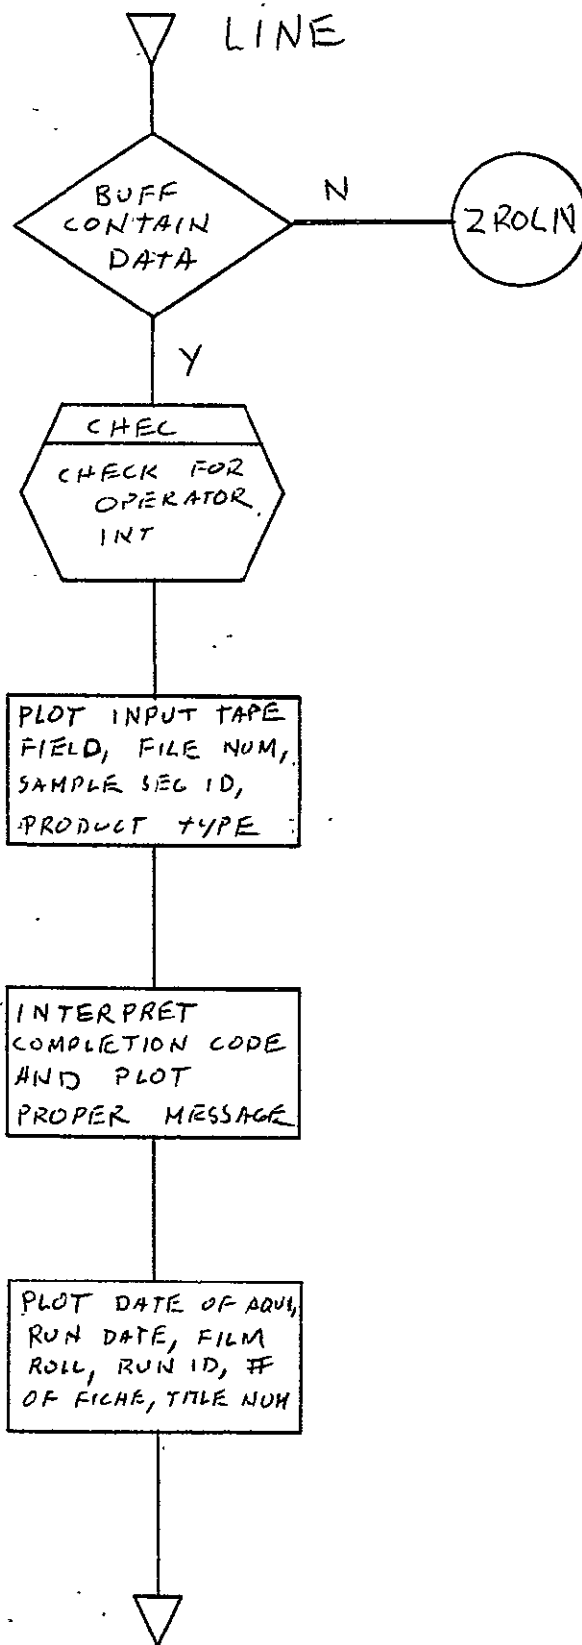 LINE
BUFF
CONTAIN
DATA
N
ZROLN
Y
CHEC
CHECK FOR
OPERATOR
INT
PLOT INPUT TAPE
FIELD, FILE NUM,
SAMPLE SEG ID,
PRODUCT TYPE
INTERPRET
COMPLETION CODE
AND PLOT
PROPER MESSAGE
PLOT DATE OF AQUI,
RUN DATE, FILM
ROLL, RUN ID, #
OF FICHE, TITLE NUM